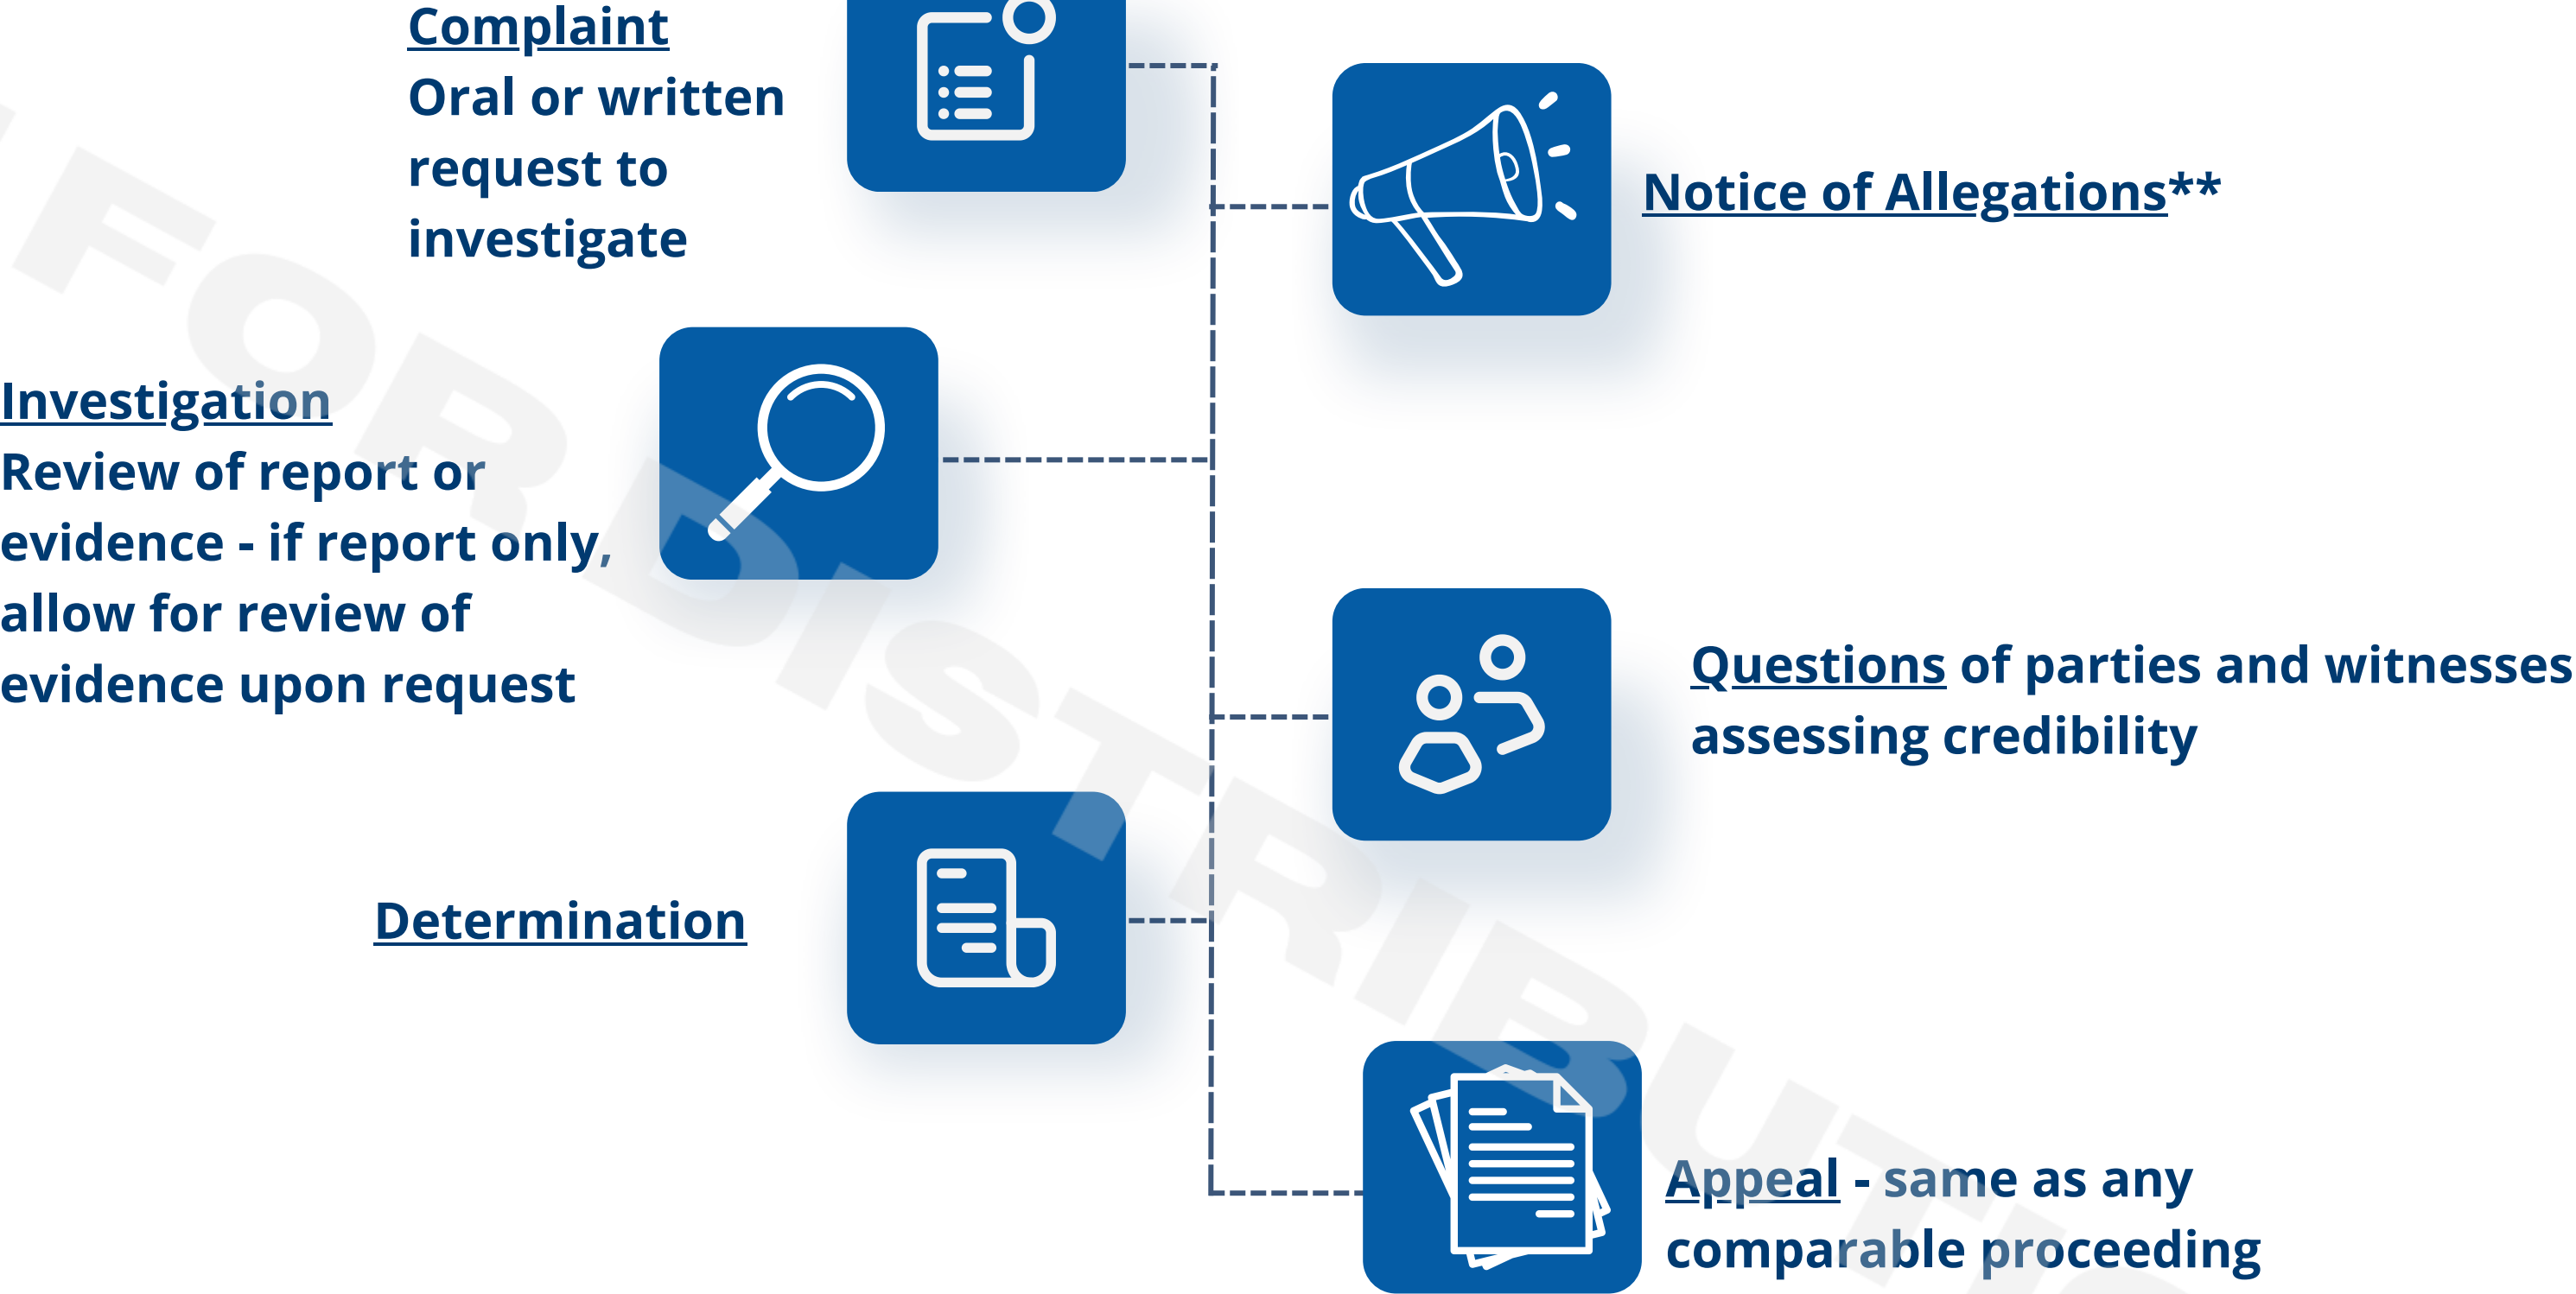 Complaint
Oral or written
request to
investigate
Notice of Allegations**
Investigation
Review of report or
evidence - if report only,
allow for review of
evidence upon request
Questions of parties and witnesses
assessing credibility
Determination
Appeal - same as any
comparable proceeding
FOR DISTRIBUTIO